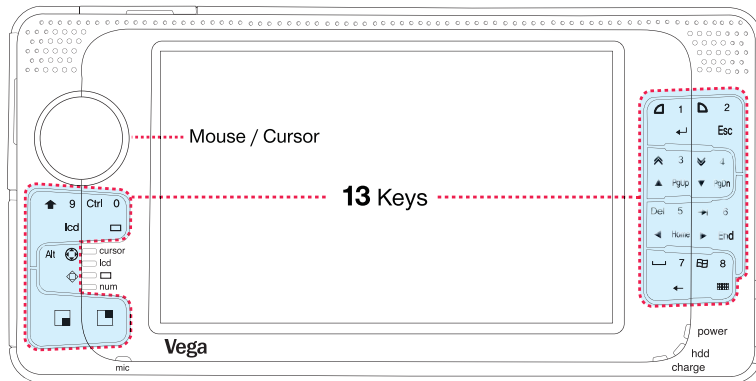 1 2
Esc
Mouse / Cursor
3 ↓
PgUp PgDn
9 Ctrl 0
13 Keys
lcd
Del 5 6
Home End
Alt
cursor
lcd
num
7 8
power
Vega
hdd
mic
charge